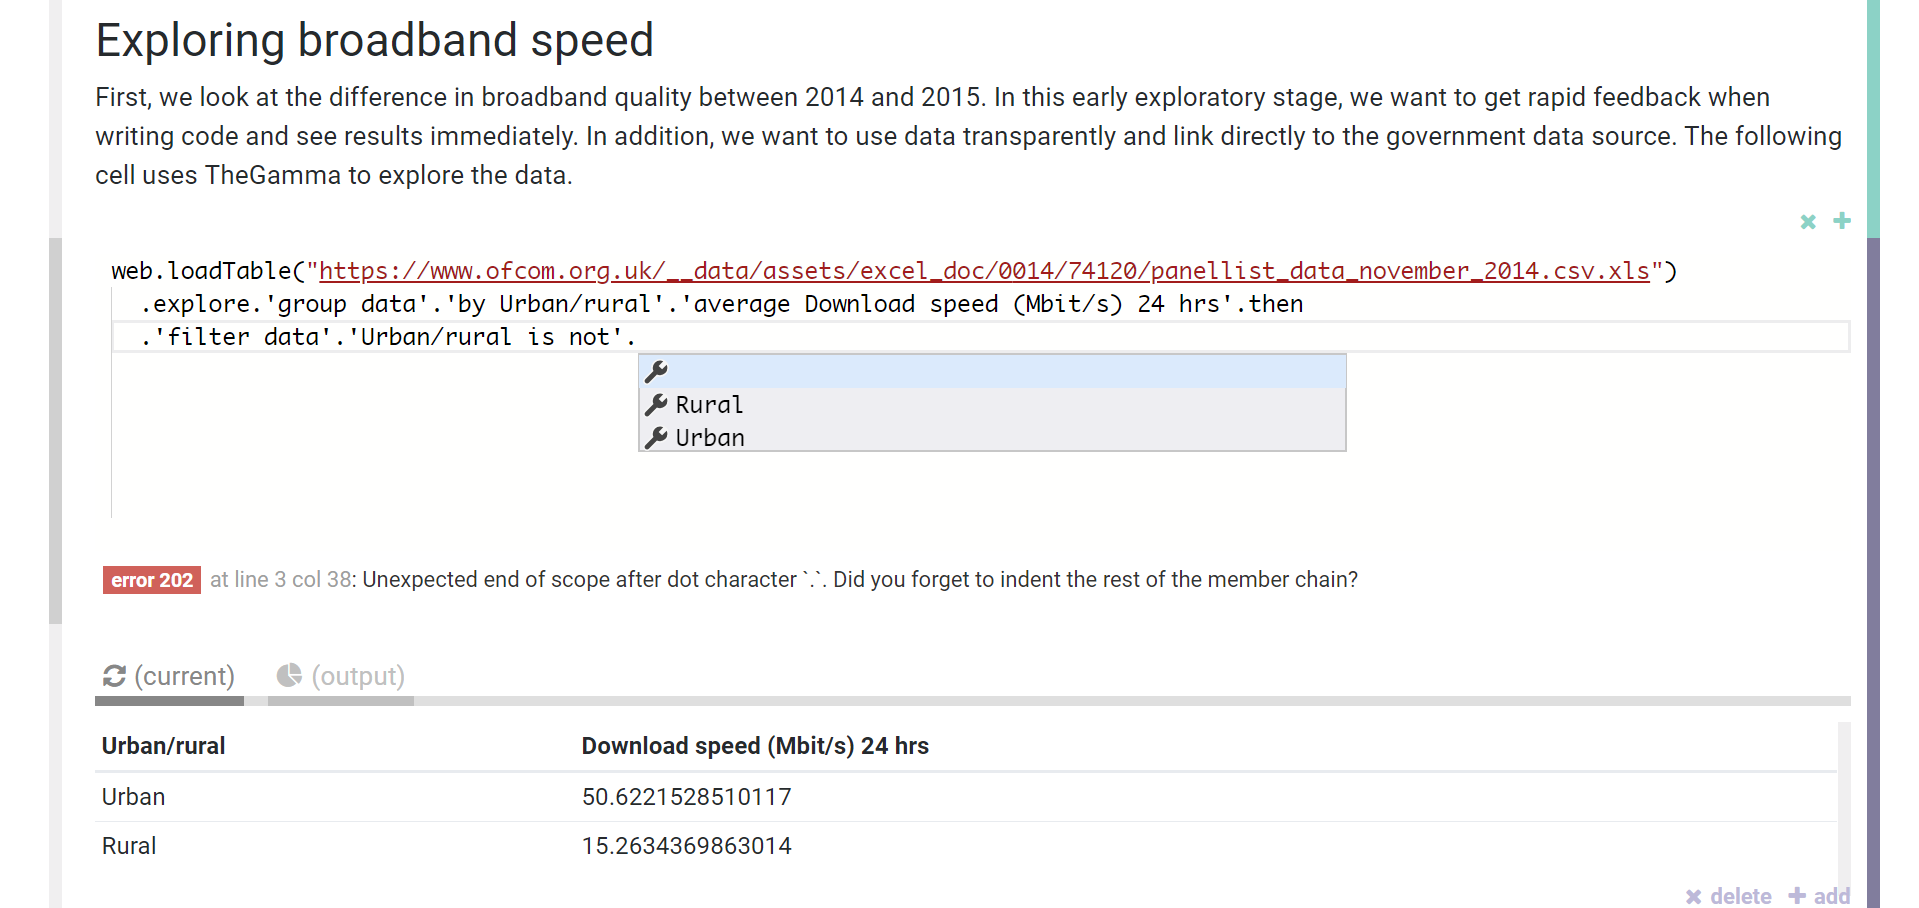 Exploring broadband speed
First, we look at the difference in broadband quality between 2014 and 2015. In this early exploratory stage, we want to get rapid feedback when
writing code and see results immediately. In addition, we want to use data transparently and link directly to the government data source. The following
cell uses TheGamma to explore the data.
web.loadTable("https://www.ofcom.org.uk/__data/assets/excel_doc/0014/74120/panellist_data_november_2014.csv.xls")
.explore.'group data'.'by Urban/rural'.'average Download speed (Mbit/s) 24 hrs'.then
.'filter data'.'Urban/rural is not'.
Rural
Urban
error 202 at line 3 col 38: Unexpected end of scope after dot character `.`. Did you forget to indent the rest of the member chain?
(current) (output)
Urban/rural Download speed (Mbit/s) 24 hrs
Urban 50.6221528510117
Rural 15.2634369863014
delete add